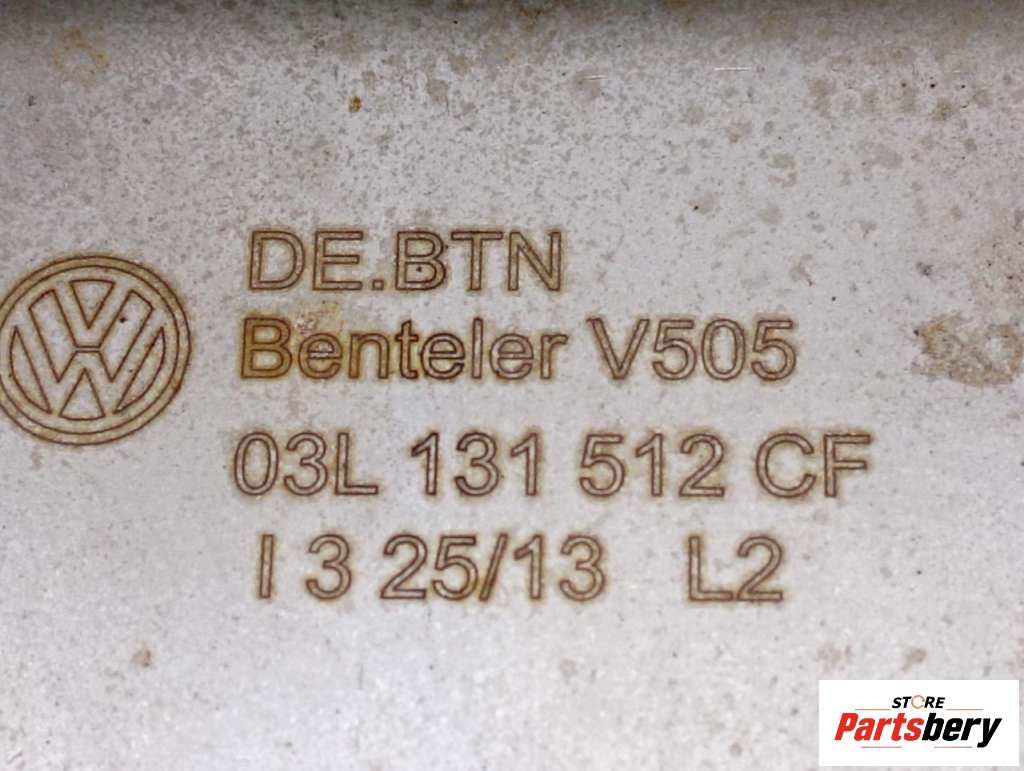 DE.BTN
Benteler V505
03L 131 512 CF
I 3 25/13 L2
STORE
Partsbery